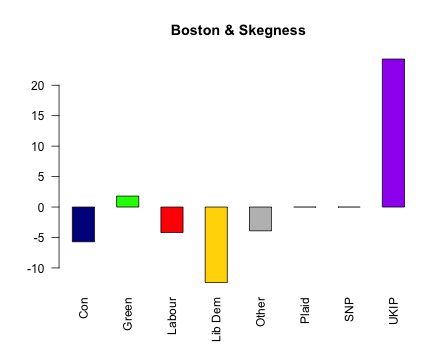 Boston & Skegness
20
15
10
5
0
-5
-10
Con
Green
Labour
Lib Dem
Other
Plaid
SNP
UKIP